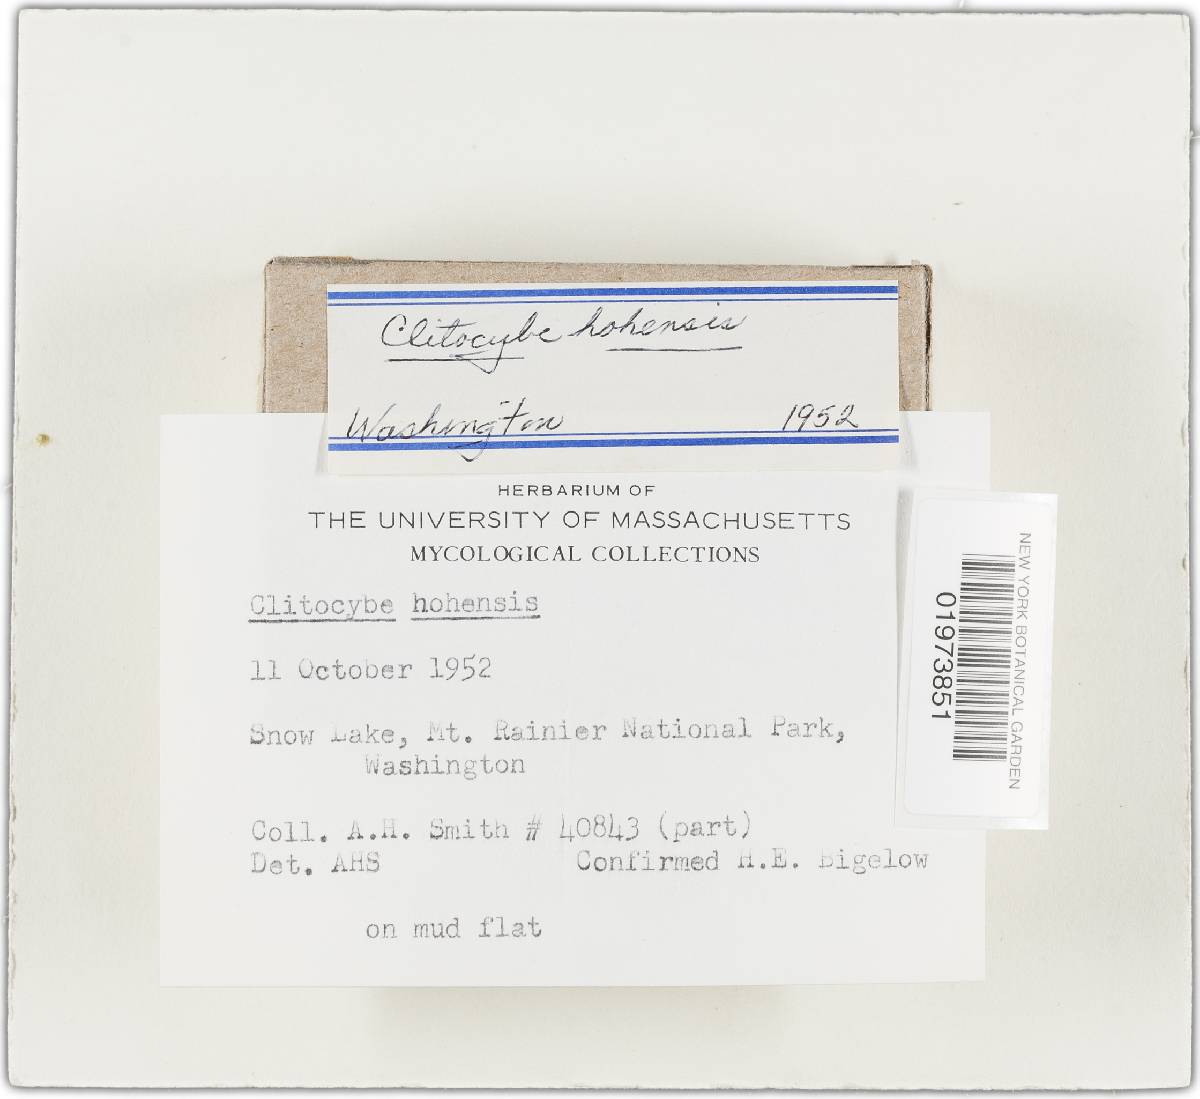 Clitocybe hohensis
Washington 1952
HERBARIUM OF
THE UNIVERSITY OF MASSACHUSETTS
MYCOLOGICAL COLLECTIONS
Clitocybe hohensis
11 October 1952
Snow Lake, Mt. Rainier National Park,
Washington
Coll. A.H. Smith # 40843 (part)
Det. AHS Confirmed H.E. Bigelow
on mud flat
NEW YORK BOTANICAL GARDEN
01973851